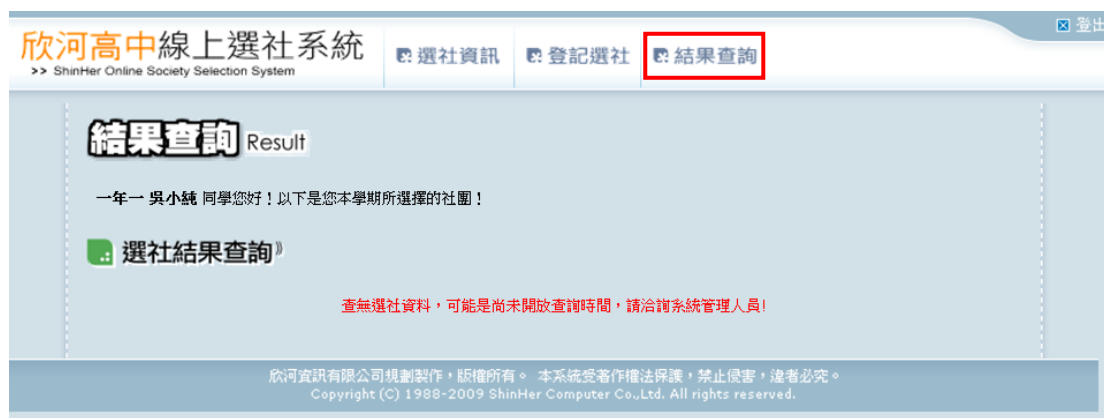 登出
欣河高中線上選社系統
>> ShinHer Online Society Selection System
選社資訊
登記選社
結果查詢
結果查詢 Result
一年一 吳小純 同學您好！以下是您本學期所選擇的社團！
選社結果查詢
查無選社資料，可能是尚未開放查詢時間，請洽詢系統管理人員!
欣河資訊有限公司規劃製作，版權所有。 本系統受著作權法保護，禁止侵害，違者必究。
Copyright (C) 1988-2009 ShinHer Computer Co.,Ltd. All rights reserved.